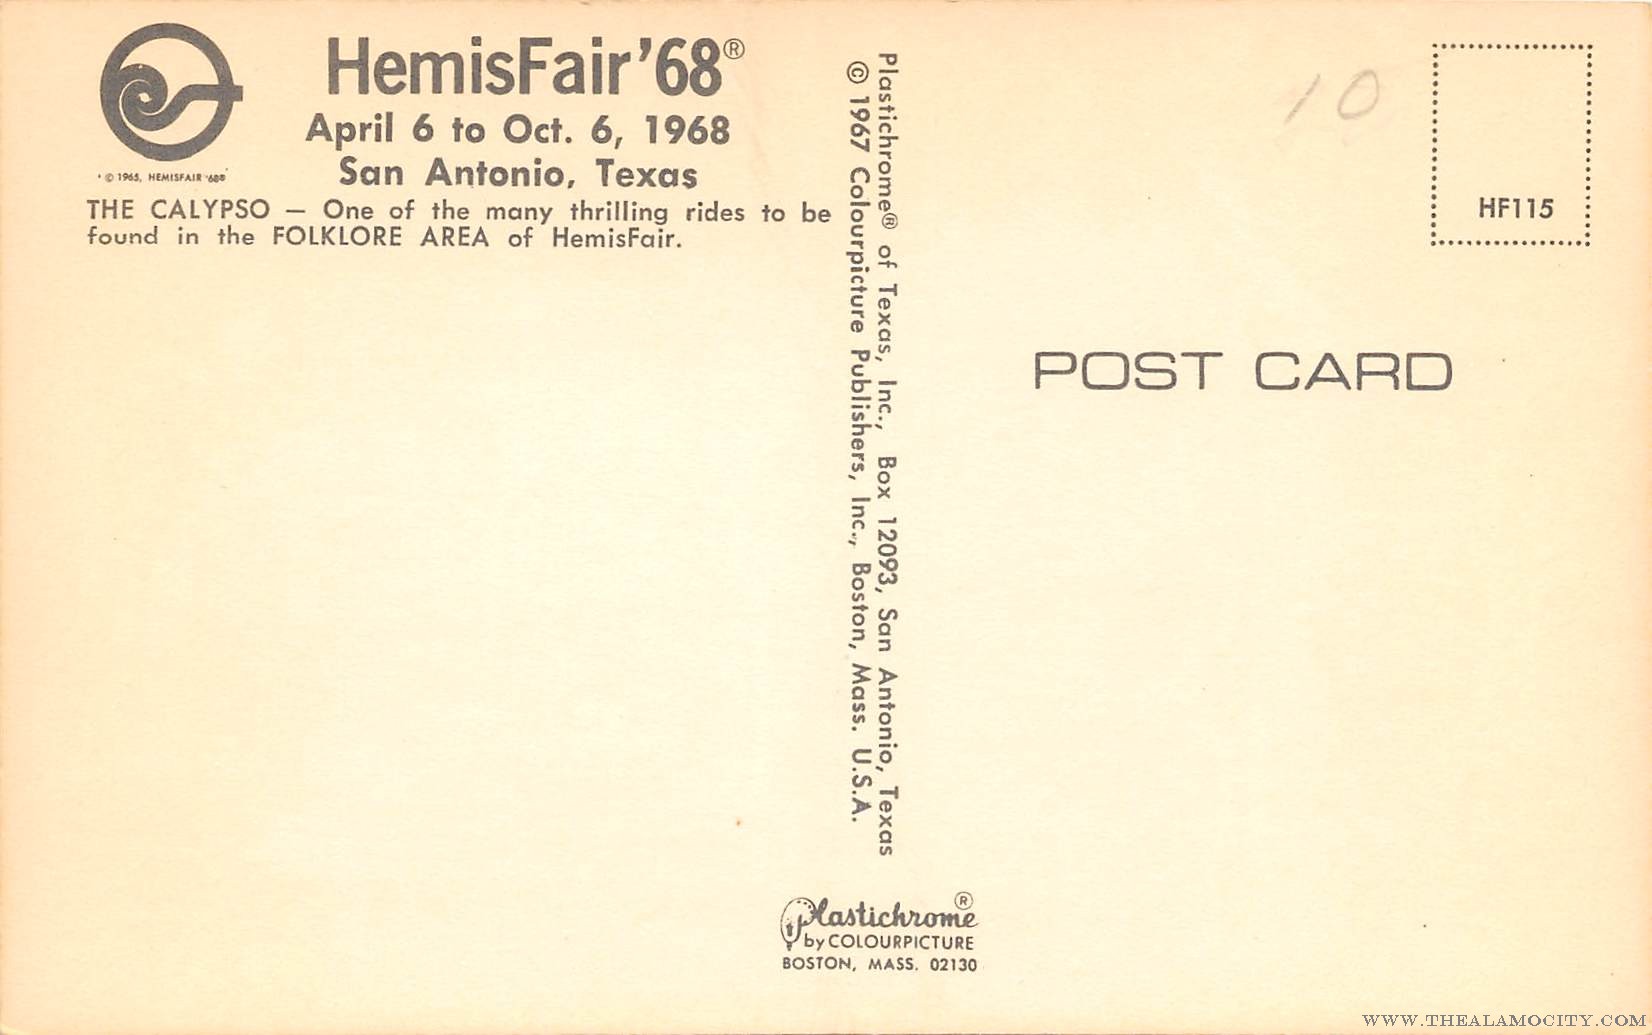 HemisFair '68®
April 6 to Oct. 6, 1968
San Antonio, Texas
© 1965, HEMISFAIR '68®
THE CALYPSO — One of the many thrilling rides to be
found in the FOLKLORE AREA of HemisFair.
Plastichrome® of Texas, Inc., Box 12093, San Antonio, Texas
© 1967 Colourpicture Publishers, Inc., Boston, Mass. U.S.A.
Plastichrome®
by COLOURPICTURE
BOSTON, MASS. 02130
10
HF115
POST CARD
WWW.THEALAMOCITY.COM